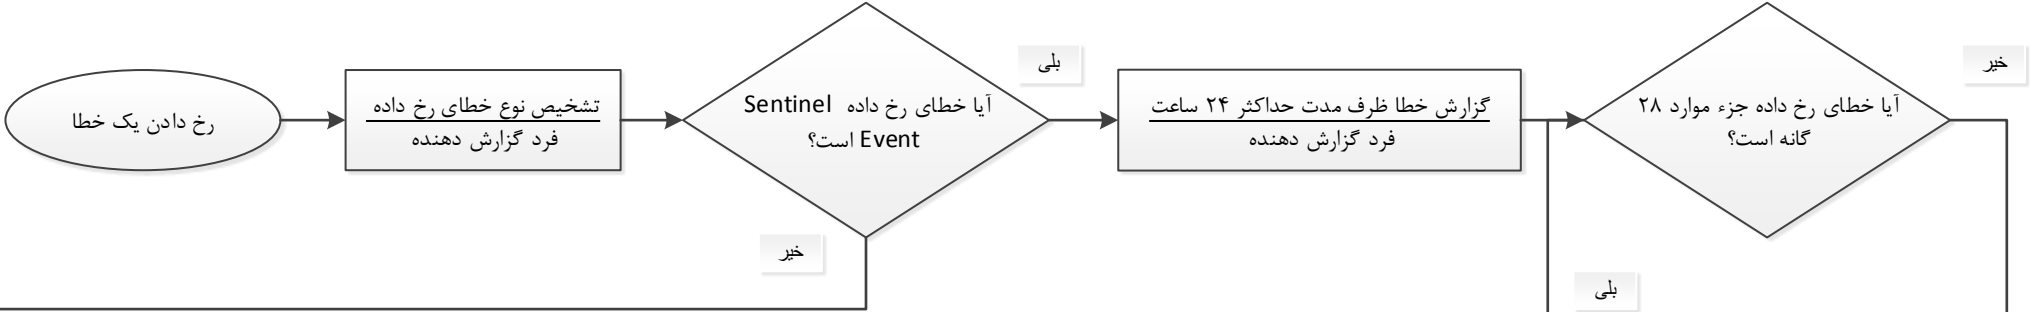 رخ دادن یک خطا
تشخیص نوع خطای رخ داده
فرد گزارش دهنده
آیا خطای رخ داده Sentinel
Event است؟
بلی
خیر
گزارش خطا ظرف مدت حداکثر ۲۴ ساعت
فرد گزارش دهنده
آیا خطای رخ داده جزء موارد ۲۸
گانه است؟
خیر
بلی